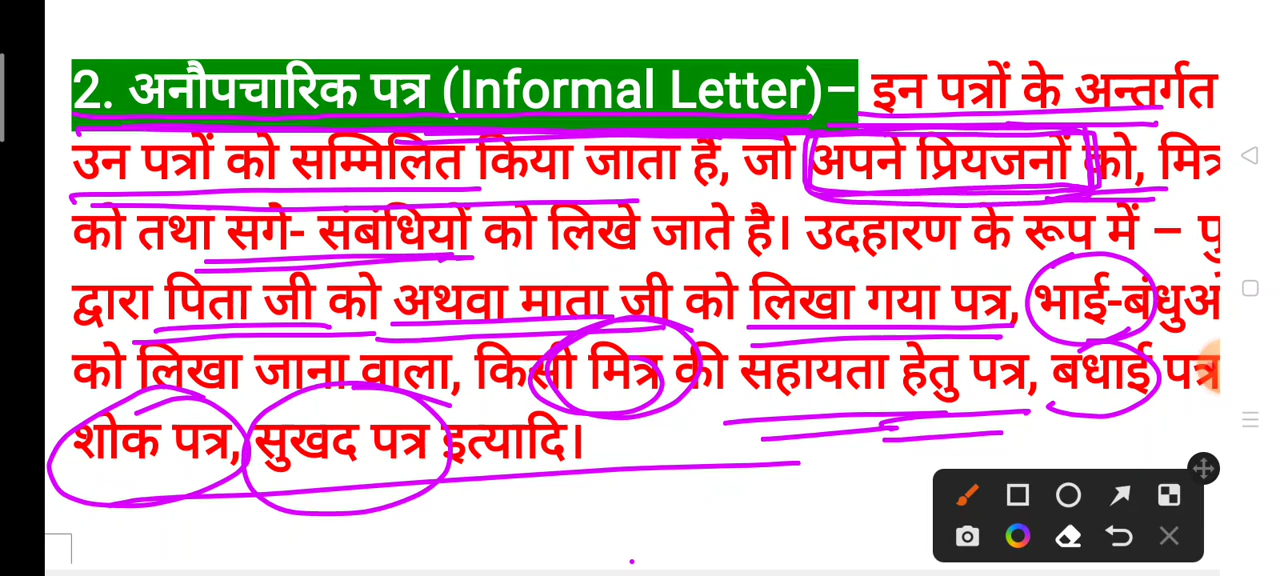 2. अनौपचारिक पत्र (Informal Letter)– इन पत्रों के अन्तर्गत
उन पत्रों को सम्मिलित किया जाता है, जो अपने प्रियजनों को, मित्र
को तथा सगे- संबंधियों को लिखे जाते है। उदहारण के रूप में –
द्वारा पिता जी को अथवा माता जी को लिखा गया पत्र, भाई-बंधुओ
को लिखा जाना वाला, किसी मित्र की सहायता हेतु पत्र, बधाई पत्र
शोक पत्र, सुखद पत्र इत्यादि।